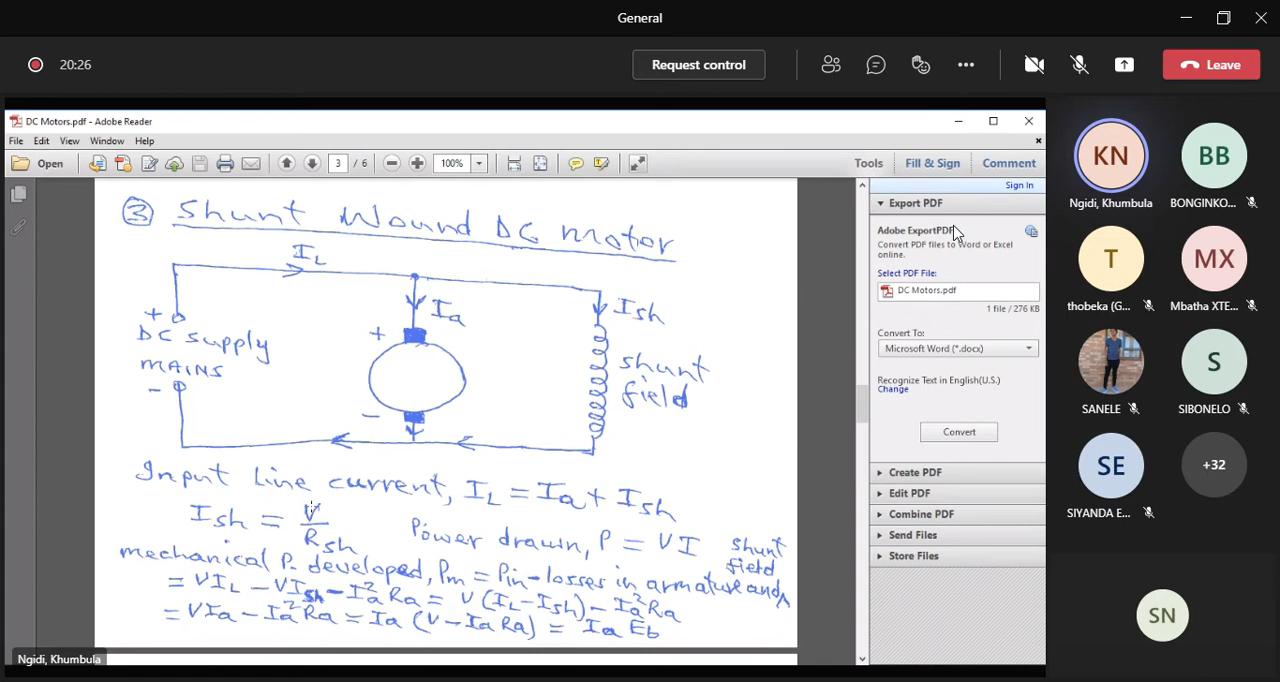 General
20:26
Request control
Leave
DC Motors.pdf - Adobe Reader
File Edit View Window Help
Open
3 / 6
100%
Tools Fill & Sign Comment
Sign In
Export PDF
Adobe ExportPDF
Convert PDF files to Word or Excel
online.
Select PDF File:
DC Motors.pdf
1 file / 276 KB
Convert To:
Microsoft Word (*.docx)
Recognize Text in English(U.S.)
Change
Convert
Create PDF
Edit PDF
Combine PDF
Send Files
Store Files
③ Shunt Wound DC motor
IL
+
DC supply
MAINS
-
Ia
+
-
Ish
shunt
field
Input Line current, IL = Ia + Ish
Ish = V/Rsh
Power drawn, P = VI
mechanical P. developed, Pm = Pin - losses in armature and ^ shunt field
= VIL - VIsh - Ia²Ra = V(IL - Ish) - Ia²Ra
= VIa - Ia²Ra = Ia (V - IaRa) = Ia Eb
Ngidi, Khumbula
KN
Ngidi, Khumbula
BB
BONGINKO...
T
thobeka (G...
MX
Mbatha XTE...
SANELE
S
SIBONELO
SE
SIYANDA E...
+32
SN